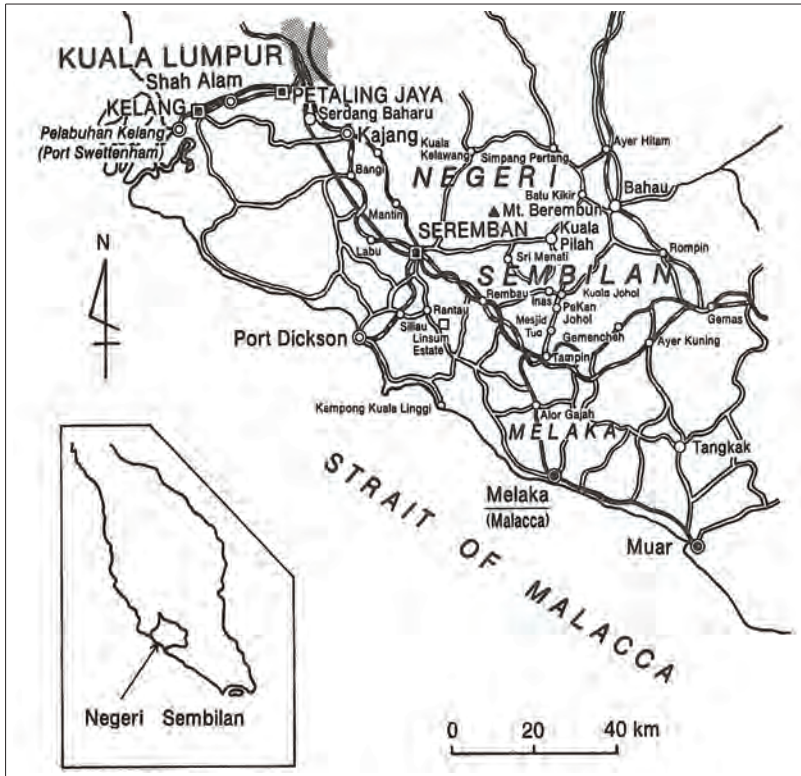 KUALA LUMPUR
Shah Alam
KELANG
PETALING JAYA
Serdang Baharu
Pelabuhan Kelang
(Port Swettenham)
Kajang
Kuala
Kelawang
Simpang Pertang
Ayer Hitam
Bangi
NEGERI
Batu Kikir
Bahau
Mantin
Mt. Berembun
SEREMBAN
Kuala
Pilah
Labu
Sri Menati
Rompin
N
SEMBILAN
Rembau
Inas
Kuala Johol
Rantau
PeKan
Johol
Gemas
Port Dickson
Siliau
Linsum
Estate
Mesjid
Tua
Gemencheh
Ayer Kuning
Tampin
Kampong Kuala Linggi
Alor Gajah
MELAKA
Tangkak
STRAIT OF MALACCA
Melaka
(Malacca)
Muar
Negeri Sembilan
0 20 40 km